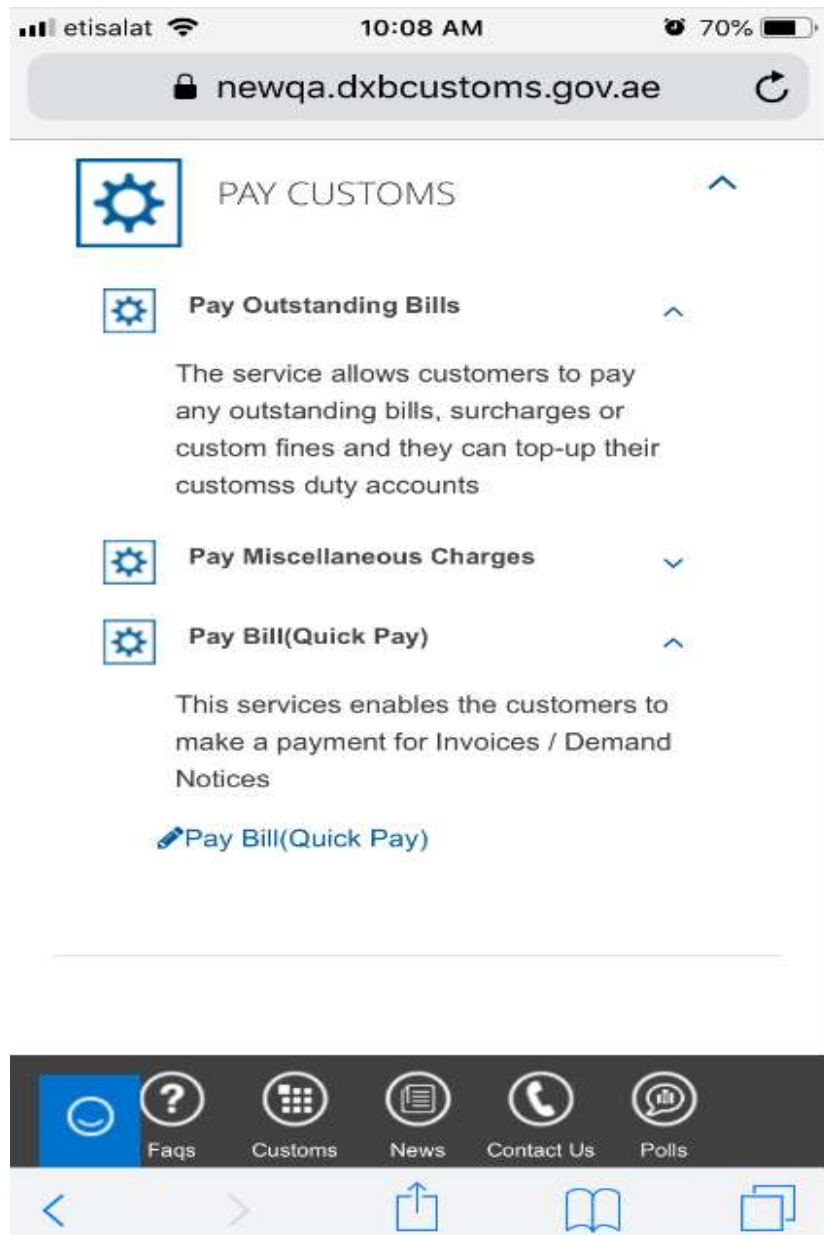 etisalat 10:08 AM 70%
newqa.dxbcustoms.gov.ae
PAY CUSTOMS
Pay Outstanding Bills
The service allows customers to pay
any outstanding bills, surcharges or
custom fines and they can top-up their
customss duty accounts
Pay Miscellaneous Charges
Pay Bill(Quick Pay)
This services enables the customers to
make a payment for Invoices / Demand
Notices
Pay Bill(Quick Pay)
Faqs Customs News Contact Us Polls